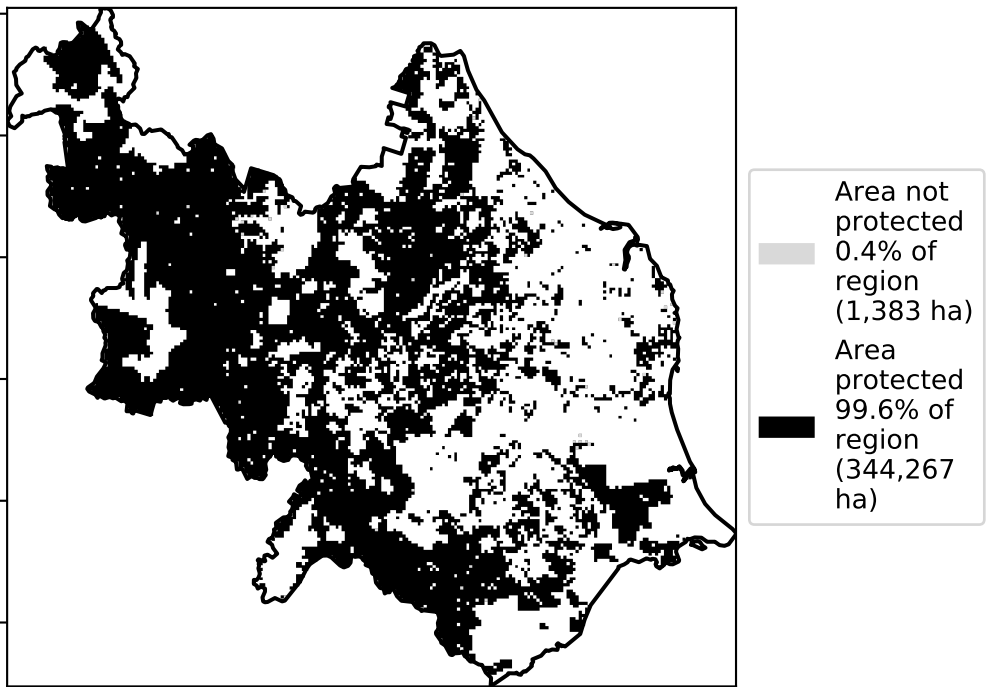 Area not
protected
0.4% of
region
(1,383 ha)
Area
protected
99.6% of
region
(344,267
ha)